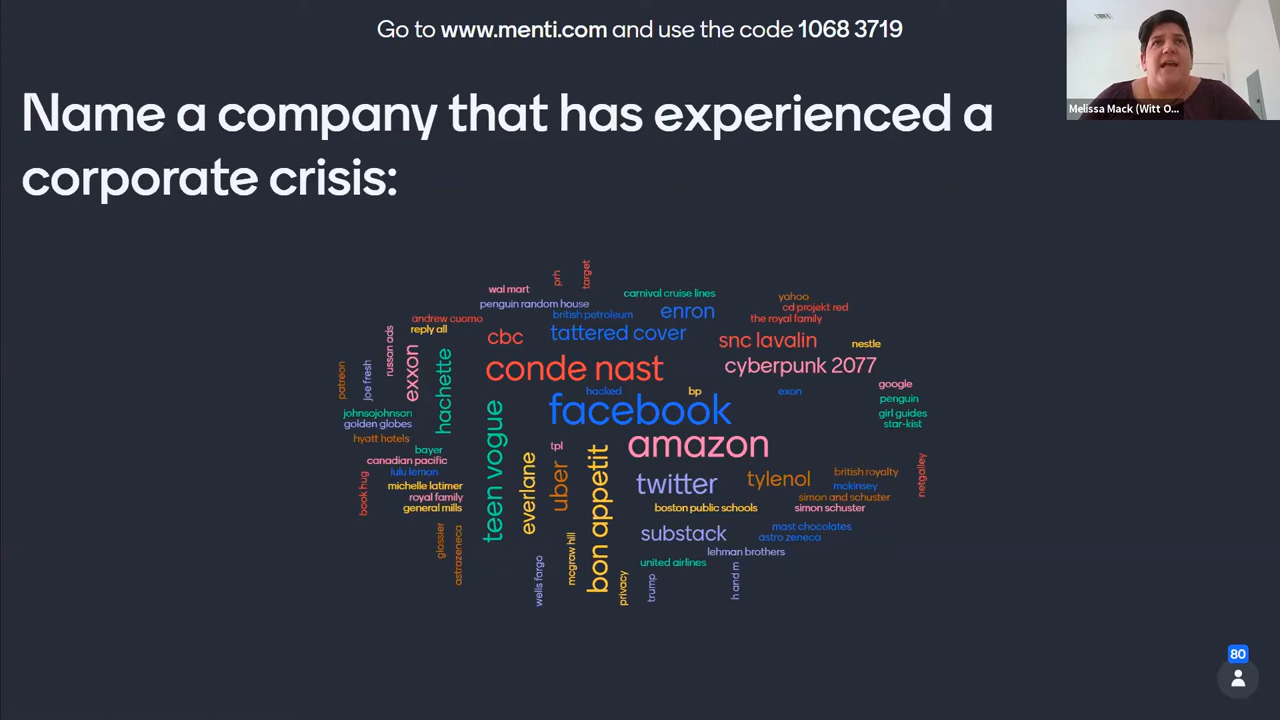 Go to www.menti.com and use the code 1068 3719
Melissa Mack (Witt O...
Name a company that has experienced a
corporate crisis:
prh
target
wal mart
carnival cruise lines
yahoo
penguin random house
cd projekt red
british petroleum
enron
andrew cuomo
the royal family
reply all
cbc
tattered cover
snc lavalin
nestle
russan ads
exxon
hachette
conde nast
cyberpunk 2077
patreon
joe fresh
google
hacked
bp
exon
penguin
johnsojohnson
facebook
girl guides
golden globes
star-kist
hyatt hotels
teen vogue
tpl
amazon
bayer
canadian pacific
everlane
uber
bon appetit
netgalley
lulu lemon
british royalty
book hug
michelle latimer
twitter
tylenol
mckinsey
royal family
simon and schuster
general mills
boston public schools
simon schuster
glossier
astrazeneca
substack
mast chocolates
astro zeneca
mcgraw hill
lehman brothers
wells fargo
united airlines
privacy
trump
h and m
80